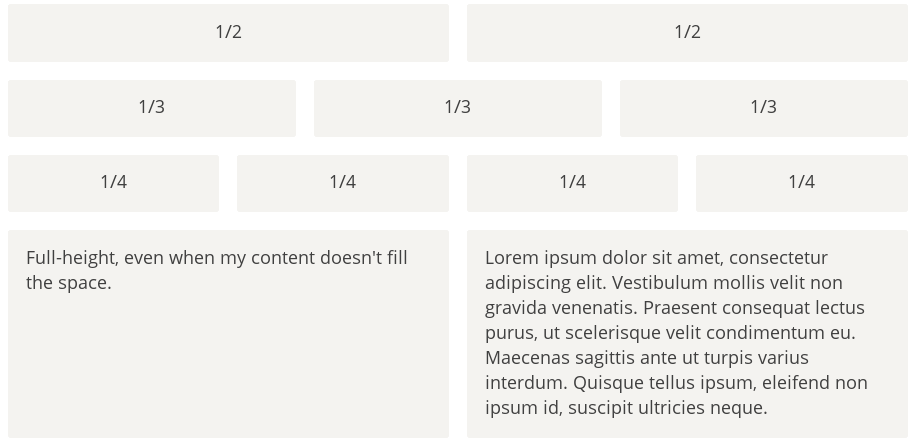 1/2 1/2
1/3 1/3 1/3
1/4 1/4 1/4 1/4
Full-height, even when my content doesn't fill
the space.
Lorem ipsum dolor sit amet, consectetur
adipiscing elit. Vestibulum mollis velit non
gravida venenatis. Praesent consequat lectus
purus, ut scelerisque velit condimentum eu.
Maecenas sagittis ante ut turpis varius
interdum. Quisque tellus ipsum, eleifend non
ipsum id, suscipit ultricies neque.